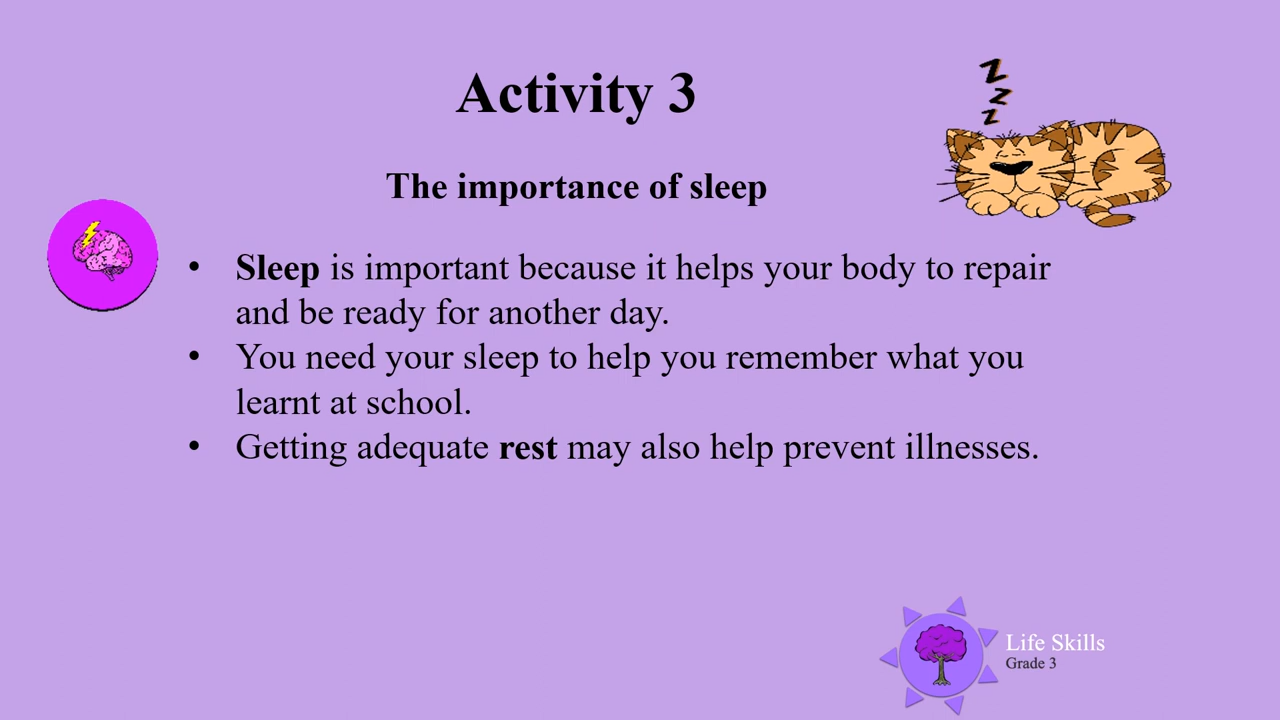 Activity 3
The importance of sleep
• Sleep is important because it helps your body to repair
and be ready for another day.
• You need your sleep to help you remember what you
learnt at school.
• Getting adequate rest may also help prevent illnesses.
Z
Z
Z
Life Skills
Grade 3